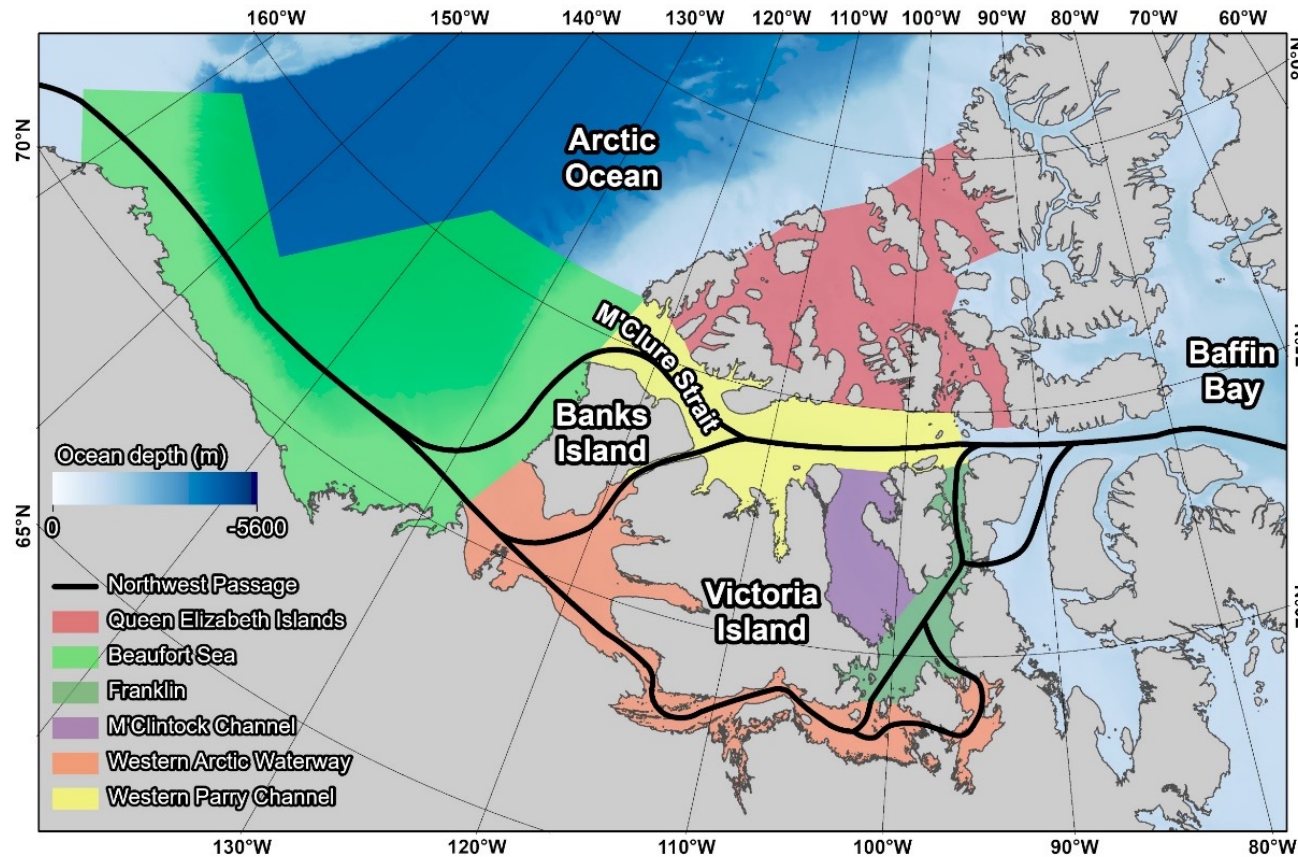 160°W 150°W 140°W 130°W 120°W 110°W 100°W 90°W 80°W 70°W 60°W
80°N
70°N
Arctic
Ocean
M'Clure Strait
Baffin
Bay
Banks
Island
Ocean depth (m)
0 -5600
65°N
Northwest Passage
Queen Elizabeth Islands
Beaufort Sea
Franklin
M'Clintock Channel
Western Arctic Waterway
Western Parry Channel
Victoria
Island
130°W 120°W 110°W 100°W 90°W 80°W